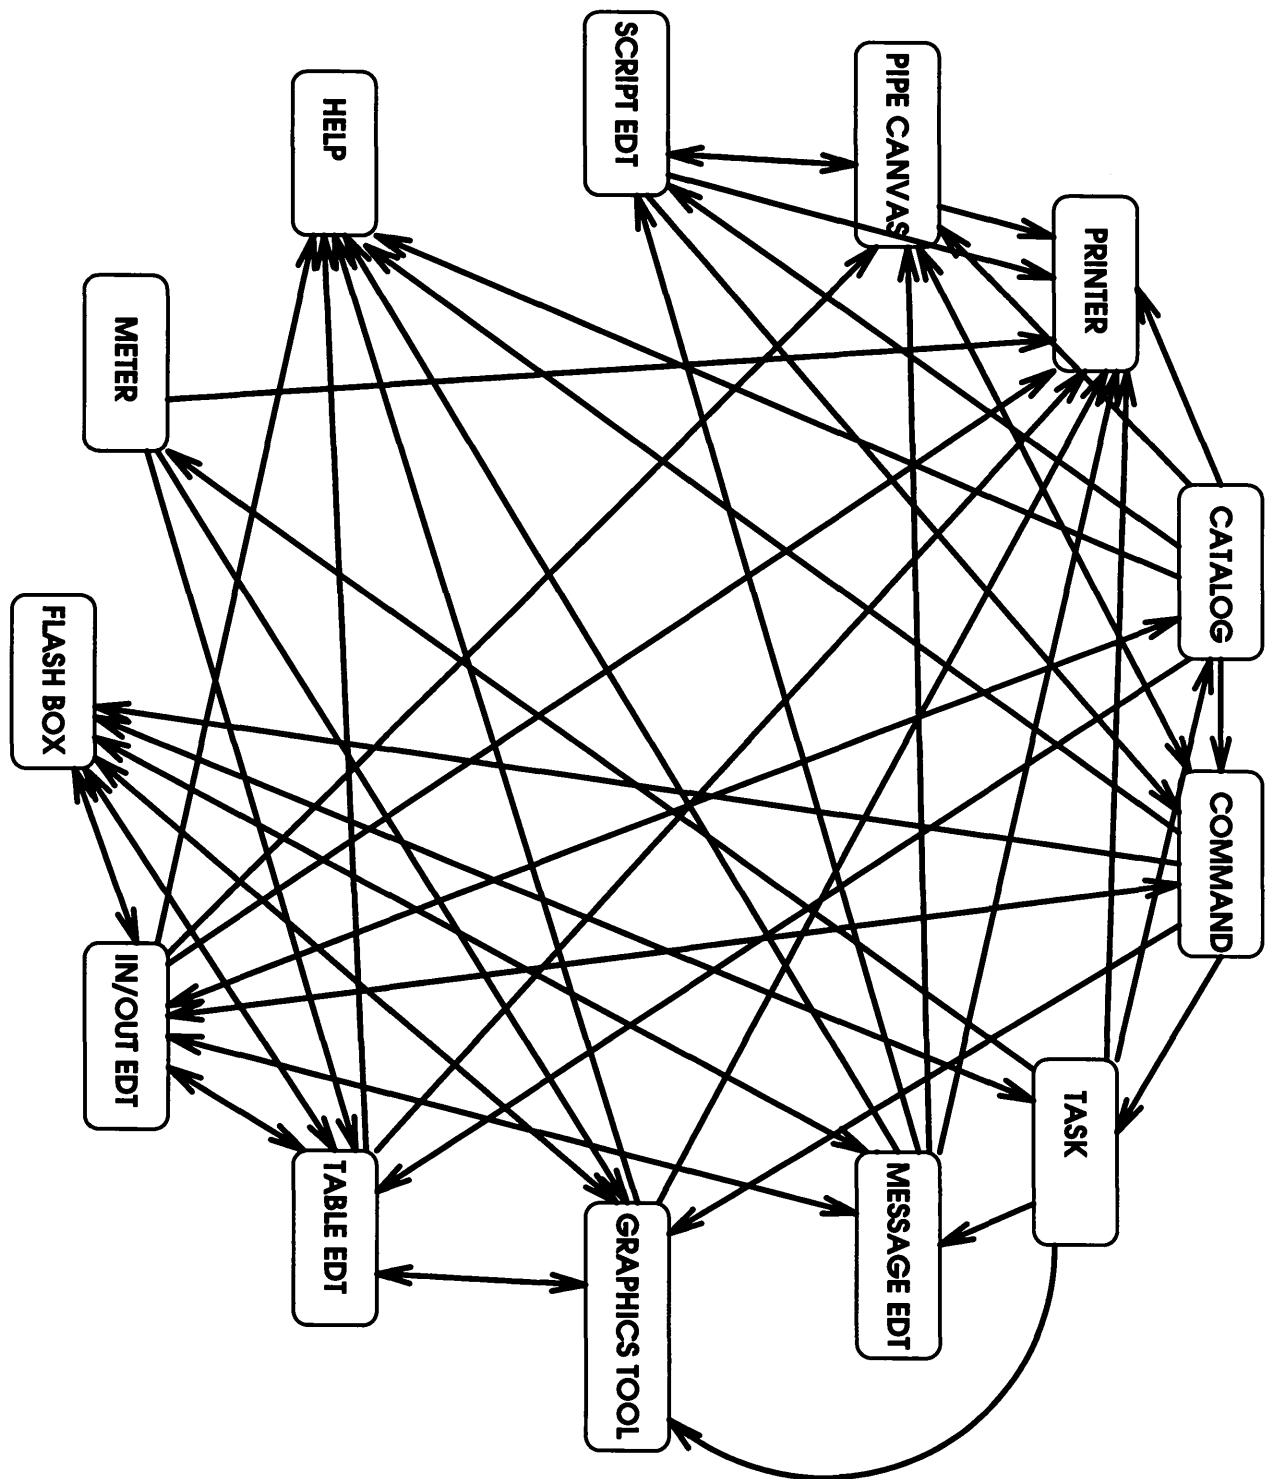 CATALOG
COMMAND
PRINTER
TASK
PIPE CANVAS
MESSAGE EDT
SCRIPT EDT
GRAPHICS TOOL
HELP
TABLE EDT
METER
IN/OUT EDT
FLASH BOX